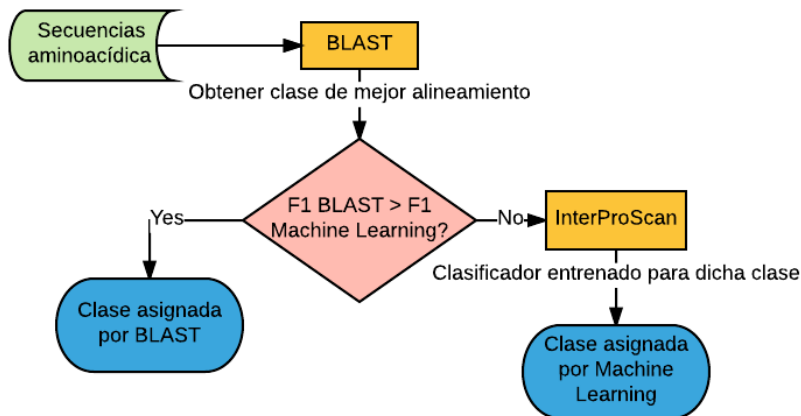 Secuencias
aminoacídica
BLAST
Obtener clase de mejor alineamiento
F1 BLAST > F1
Machine Learning?
Yes
No
InterProScan
Clasificador entrenado para dicha clase
Clase asignada
por BLAST
Clase asignada
por Machine
Learning